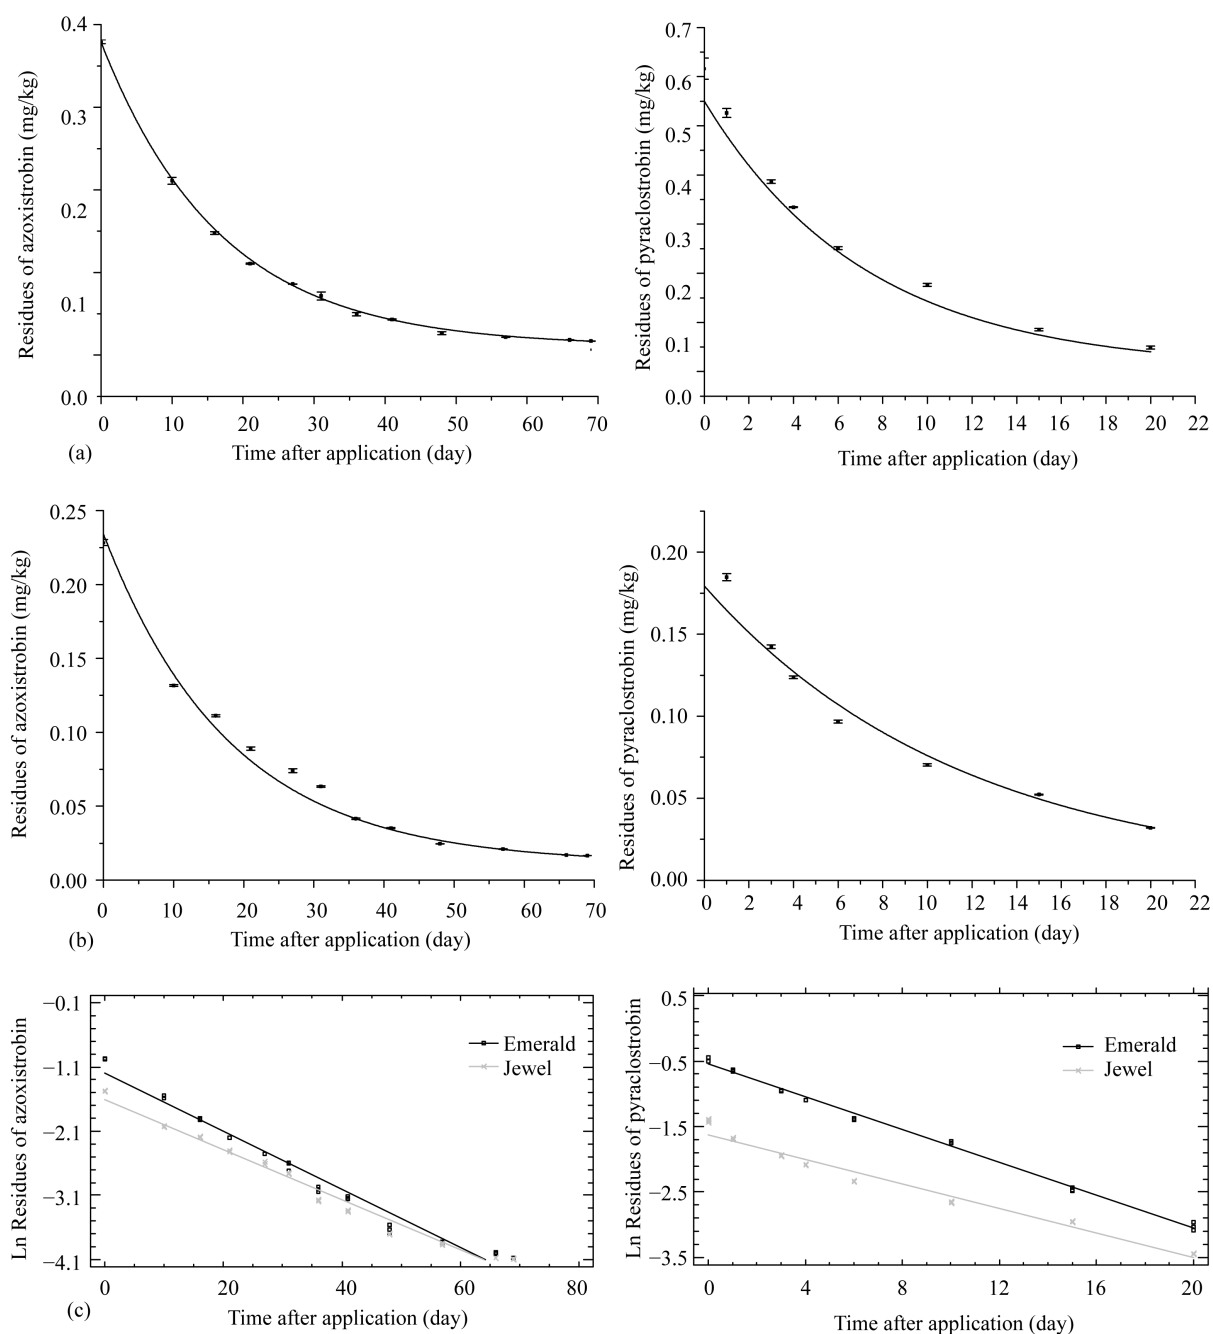 0.4
0.3
0.2
0.1
0.0
Residues of azoxistrobin (mg/kg)
0 10 20 30 40 50 60 70
Time after application (day)
(a)
0.7
0.6
0.5
0.4
0.3
0.2
0.1
0.0
Residues of pyraclostrobin (mg/kg)
0 2 4 6 8 10 12 14 16 18 20 22
Time after application (day)
0.25
0.20
0.15
0.10
0.05
0.00
Residues of azoxistrobin (mg/kg)
0 10 20 30 40 50 60 70
Time after application (day)
(b)
0.20
0.15
0.10
0.05
0.00
Residues of pyraclostrobin (mg/kg)
0 2 4 6 8 10 12 14 16 18 20 22
Time after application (day)
−0.1
−1.1
−2.1
−3.1
−4.1
Ln Residues of azoxistrobin
Emerald
Jewel
0 20 40 60 80
Time after application (day)
(c)
0.5
−0.5
−1.5
−2.5
−3.5
Ln Residues of pyraclostrobin
Emerald
Jewel
0 4 8 12 16 20
Time after application (day)